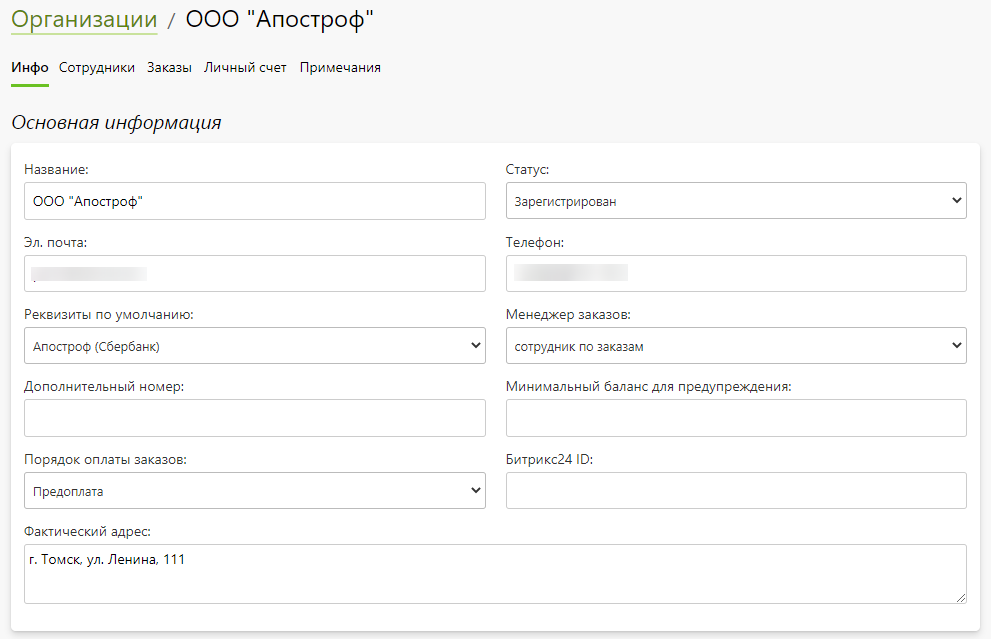 Организации / ООО "Апостроф"
Инфо Сотрудники Заказы Личный счет Примечания
Основная информация
Название: Статус:
ООО "Апостроф" Зарегистрирован
Эл. почта: Телефон:
Реквизиты по умолчанию: Менеджер заказов:
Апостроф (Сбербанк) сотрудник по заказам
Дополнительный номер: Минимальный баланс для предупреждения:
Порядок оплаты заказов: Битрикс24 ID:
Предоплата
Фактический адрес:
г. Томск, ул. Ленина, 111